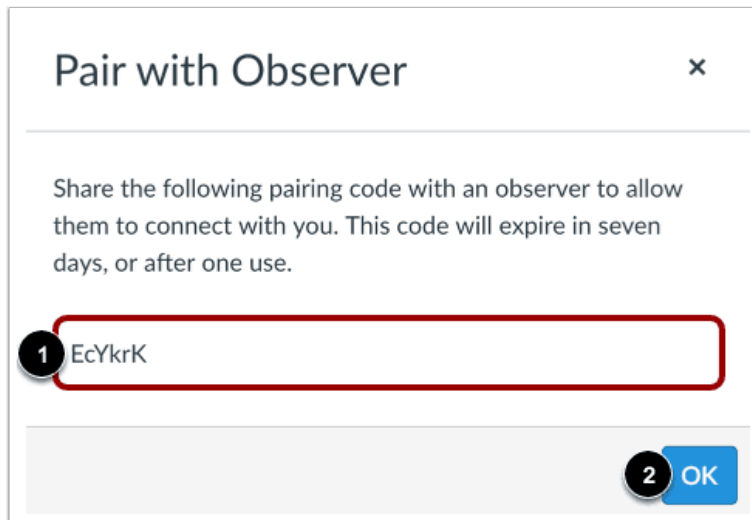 Pair with Observer ×
Share the following pairing code with an observer to allow
them to connect with you. This code will expire in seven
days, or after one use.
1 EcYkrK
2 OK